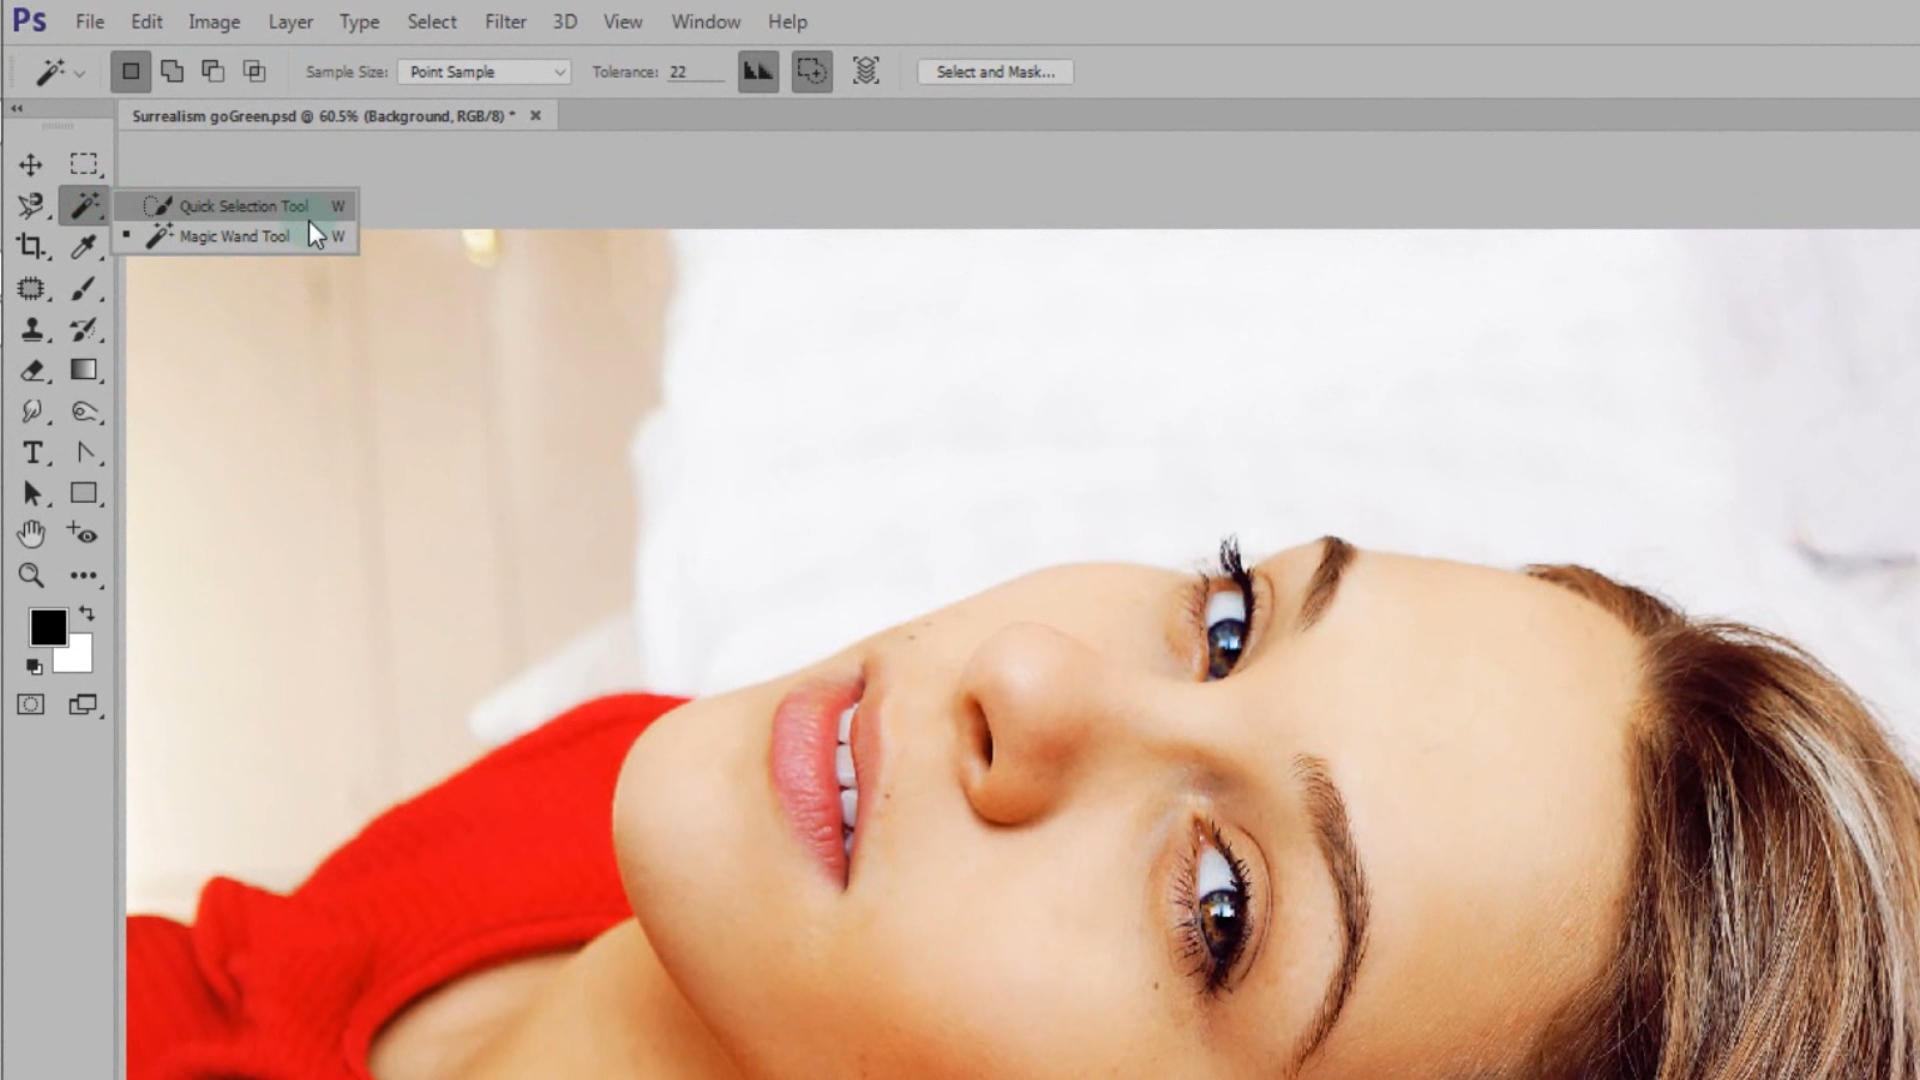 Ps File Edit Image Layer Type Select Filter 3D View Window Help
Sample Size: Point Sample Tolerance: 22 Select and Mask...
Surrealism goGreen.psd @ 60.5% (Background, RGB/8) *
Quick Selection Tool W
Magic Wand Tool W